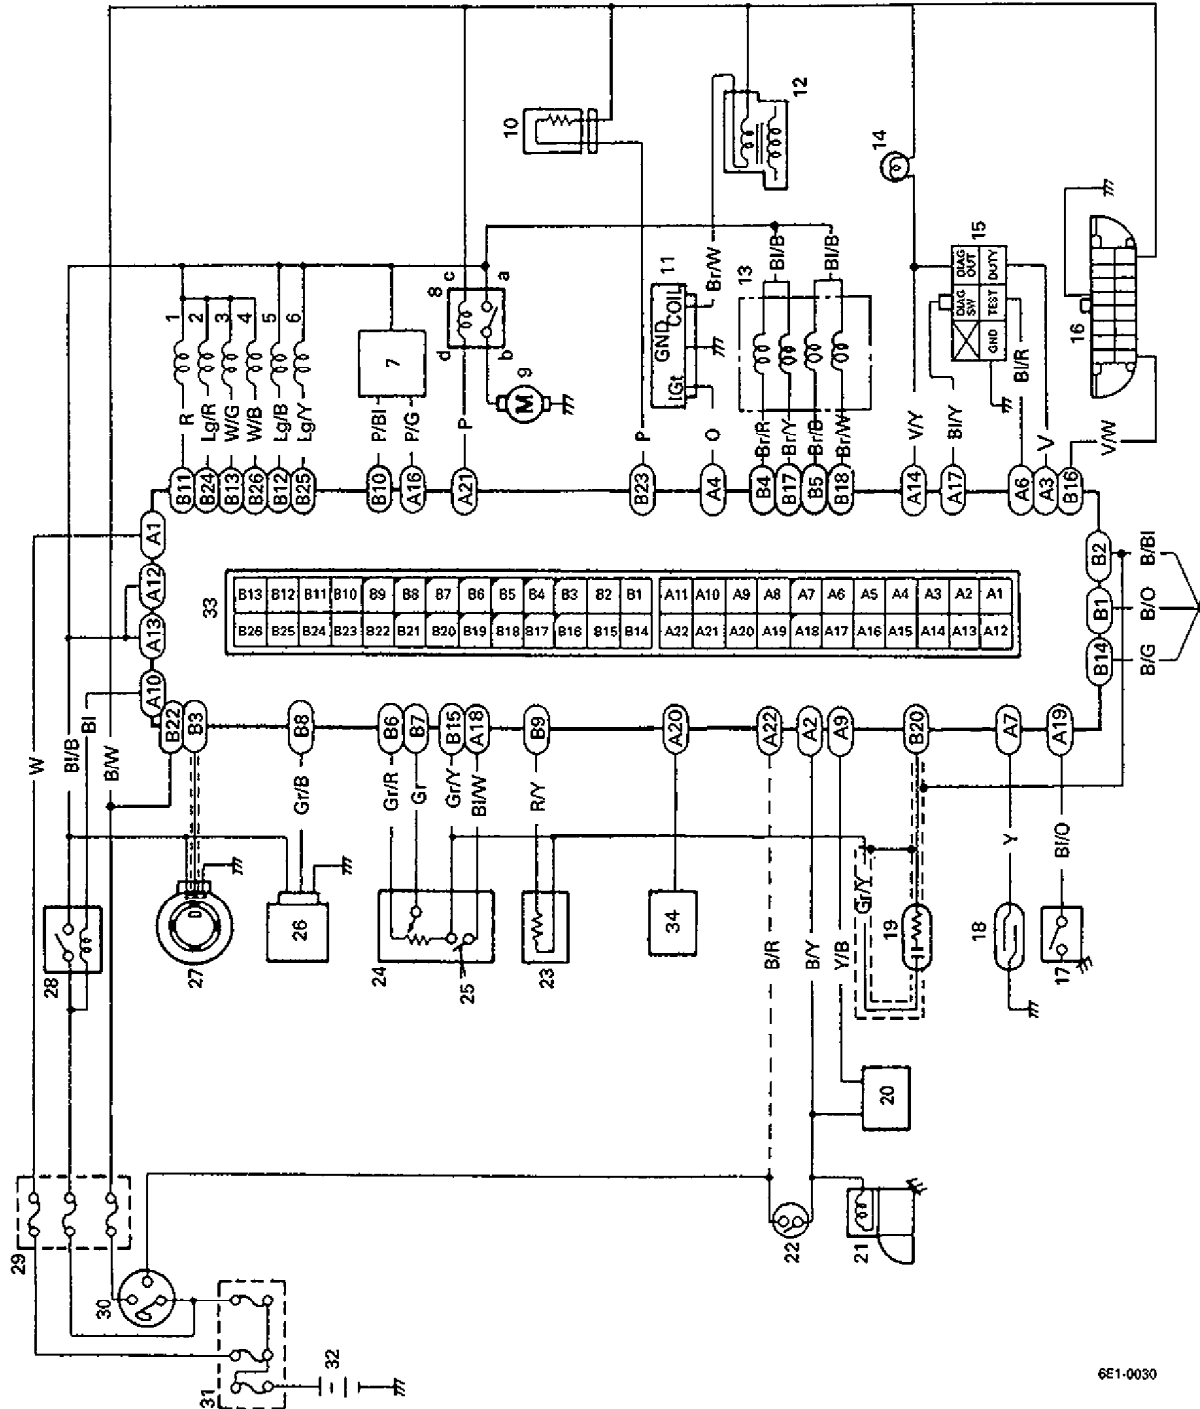 10
12
14
1
2
3
4
5
6
R
Lg/R
W/G
W/B
Lg/B
Lg/Y
7
P/Bl
P/G
8
c
a
d
b
P
9
M
P
11
IGt
GND
COIL
O
Br/W
13
Bl/B
Bl/B
Br/R
Br/Y
Br/B
Br/W
V/Y
Bl/Y
15
DIAG SW
DIAG OUT
GND
TEST
DUTY
Bl/R
V
16
V/W
B11
B24
B13
B26
B12
B25
B10
A16
A21
B23
A4
B4
B17
B5
B18
A14
A17
A6
A3
B16
A1
A12
A13
A10
33
B13 B12 B11 B10 B9 B8 B7 B6 B5 B4 B3 B2 B1 A11 A10 A9 A8 A7 A6 A5 A4 A3 A2 A1
B26 B25 B24 B23 B22 B21 B20 B19 B18 B17 B16 B15 B14 A22 A21 A20 A19 A18 A17 A16 A15 A14 A13 A12
B2
B1
B14
B/Bl
B/O
B/G
B22
B3
B8
B6
B7
B15
A18
B9
A20
A22
A2
A9
B20
A7
A19
W
Bl/B
Bl
B/W
Gr/B
Gr/R
Gr
Gr/Y
Bl/W
R/Y
B/R
B/Y
Y/B
Gr/Y
Y
Bl/O
28
27
26
24
25
23
34
19
18
17
20
29
30
22
21
31
32
6E1-0030